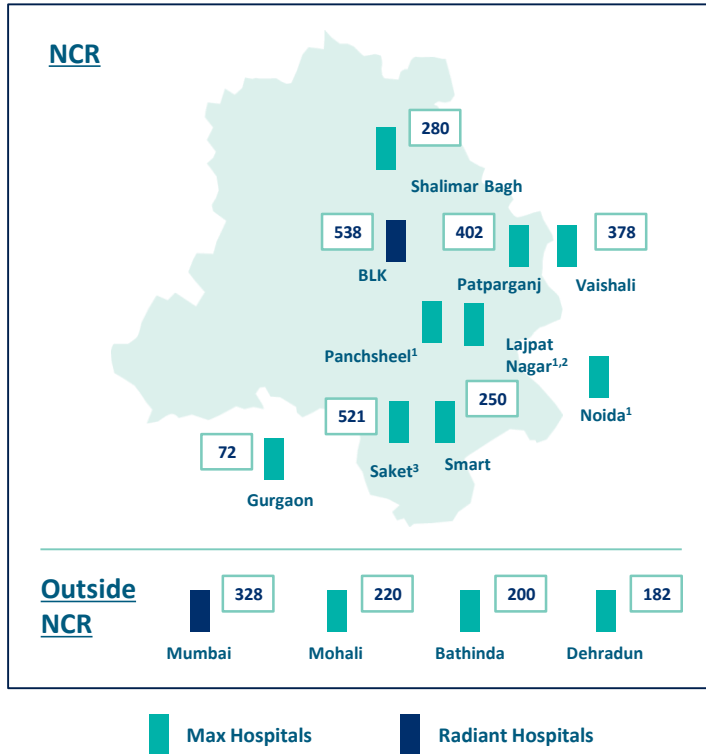 NCR
280
Shalimar Bagh
538
402
378
BLK
Patparganj
Vaishali
Panchsheel¹
Lajpat
Nagar¹,²
Noida¹
521
250
Saket³
Smart
72
Gurgaon
Outside
NCR
328
220
200
182
Mumbai
Mohali
Bathinda
Dehradun
Max Hospitals
Radiant Hospitals